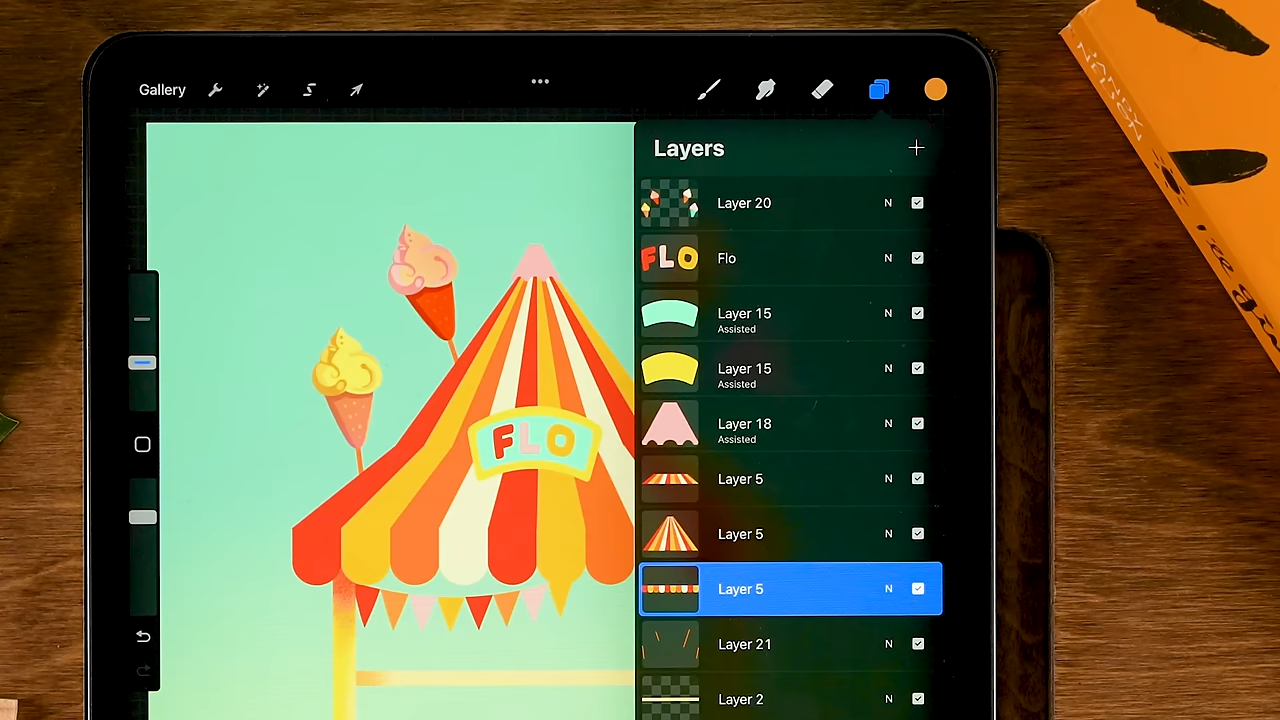 Gallery
Layers
Layer 20 N
Flo N
FLO
Layer 15 N
Assisted
Layer 15 N
Assisted
Layer 18 N
Assisted
FLO
Layer 5 N
Layer 5 N
Layer 5 N
Layer 21 N
Layer 2 N